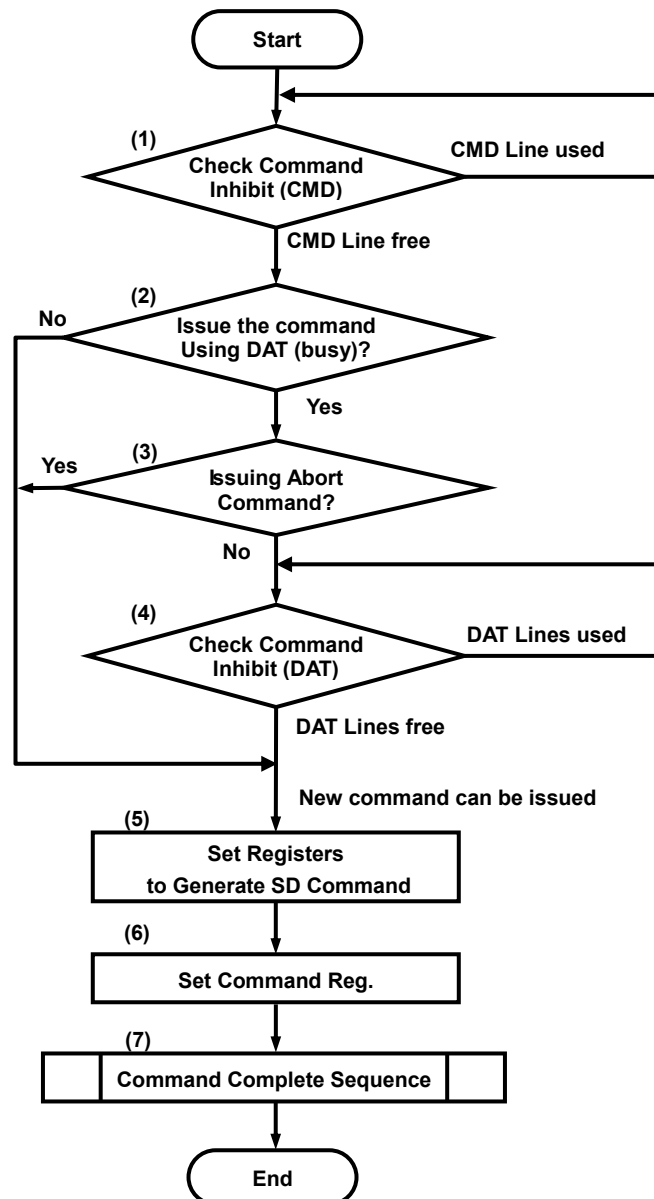 Start
(1)
Check Command
Inhibit (CMD)
CMD Line used
CMD Line free
(2)
No
Issue the command
Using DAT (busy)?
Yes
(3)
Yes
Issuing Abort
Command?
No
(4)
Check Command
Inhibit (DAT)
DAT Lines used
DAT Lines free
New command can be issued
(5)
Set Registers
to Generate SD Command
(6)
Set Command Reg.
(7)
Command Complete Sequence
End